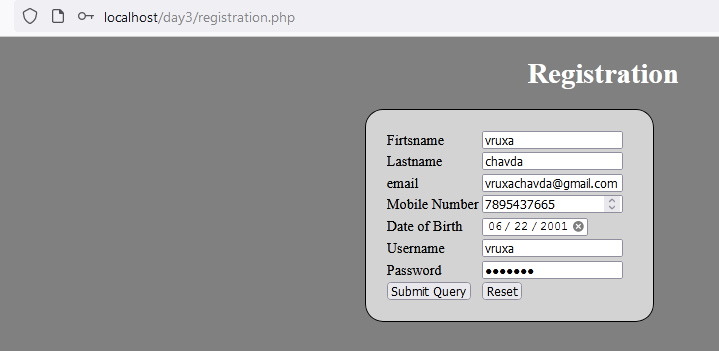 localhost/day3/registration.php
Registration
Firtsname vruxa
Lastname chavda
email vruxachavda@gmail.com
Mobile Number 7895437665
Date of Birth 06 / 22 / 2001
Username vruxa
Password ●●●●●●●
Submit Query Reset